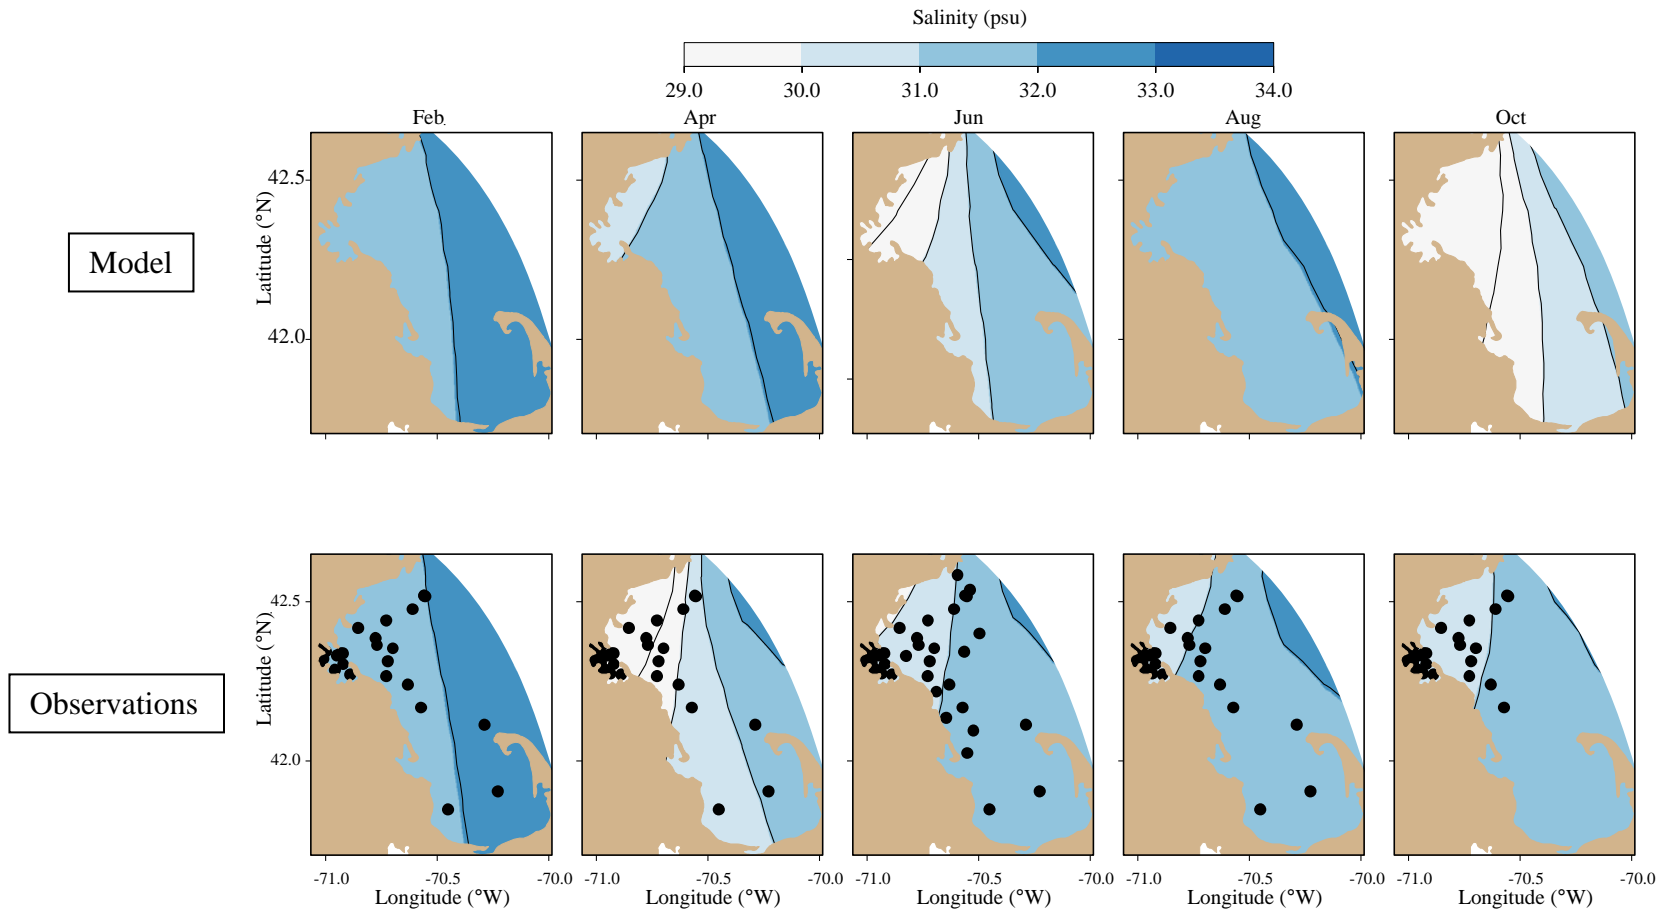 Salinity (psu)
29.0 30.0 31.0 32.0 33.0 34.0
Feb. Apr Jun Aug Oct
Model
Latitude (°N)
42.5
42.0
Observations
Latitude (°N)
42.5
42.0
-71.0 -70.5 -70.0 -71.0 -70.5 -70.0 -71.0 -70.5 -70.0 -71.0 -70.5 -70.0 -71.0 -70.5 -70.0
Longitude (°W) Longitude (°W) Longitude (°W) Longitude (°W) Longitude (°W)